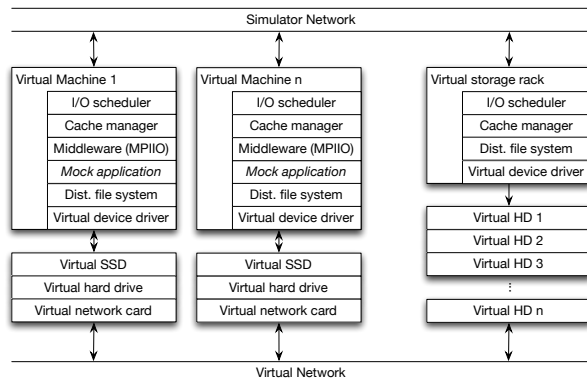 Simulator Network
Virtual Machine 1
I/O scheduler
Cache manager
Middleware (MPIIO)
Mock application
Dist. file system
Virtual device driver
Virtual SSD
Virtual hard drive
Virtual network card
Virtual Machine n
I/O scheduler
Cache manager
Middleware (MPIIO)
Mock application
Dist. file system
Virtual device driver
Virtual SSD
Virtual hard drive
Virtual network card
Virtual storage rack
I/O scheduler
Cache manager
Dist. file system
Virtual device driver
Virtual HD 1
Virtual HD 2
Virtual HD 3
⋮
Virtual HD n
Virtual Network